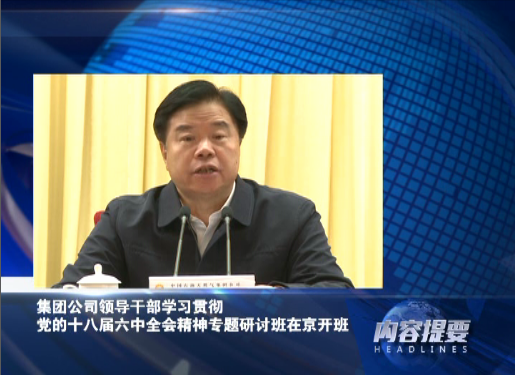 集团公司领导干部学习贯彻
党的十八届六中全会精神专题研讨班在京开班
内容提要
HEADLINES